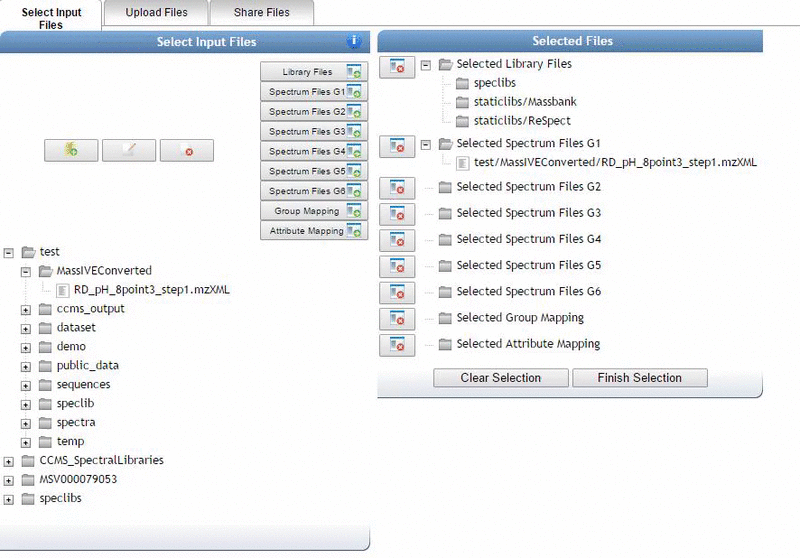 Select Input
Files
Upload Files
Share Files
Select Input Files
i
Library Files
Spectrum Files G1
Spectrum Files G2
Spectrum Files G3
Spectrum Files G4
Spectrum Files G5
Spectrum Files G6
Group Mapping
Attribute Mapping
test
MassIVEConverted
RD_pH_8point3_step1.mzXML
ccms_output
dataset
demo
public_data
sequences
speclib
spectra
temp
CCMS_SpectralLibraries
MSV000079053
speclibs
Selected Files
Selected Library Files
speclibs
staticlibs/Massbank
staticlibs/ReSpect
Selected Spectrum Files G1
test/MassIVEConverted/RD_pH_8point3_step1.mzXML
Selected Spectrum Files G2
Selected Spectrum Files G3
Selected Spectrum Files G4
Selected Spectrum Files G5
Selected Spectrum Files G6
Selected Group Mapping
Selected Attribute Mapping
Clear Selection
Finish Selection